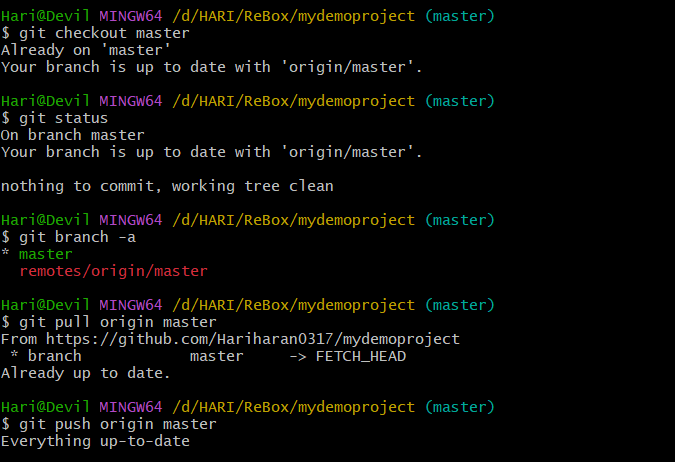 Hari@Devil MINGW64 /d/HARI/ReBox/mydemoproject (master)
$ git checkout master
Already on 'master'
Your branch is up to date with 'origin/master'.
Hari@Devil MINGW64 /d/HARI/ReBox/mydemoproject (master)
$ git status
On branch master
Your branch is up to date with 'origin/master'.
nothing to commit, working tree clean
Hari@Devil MINGW64 /d/HARI/ReBox/mydemoproject (master)
$ git branch -a
* master
  remotes/origin/master
Hari@Devil MINGW64 /d/HARI/ReBox/mydemoproject (master)
$ git pull origin master
From https://github.com/Hariharan0317/mydemoproject
 * branch            master     -> FETCH_HEAD
Already up to date.
Hari@Devil MINGW64 /d/HARI/ReBox/mydemoproject (master)
$ git push origin master
Everything up-to-date